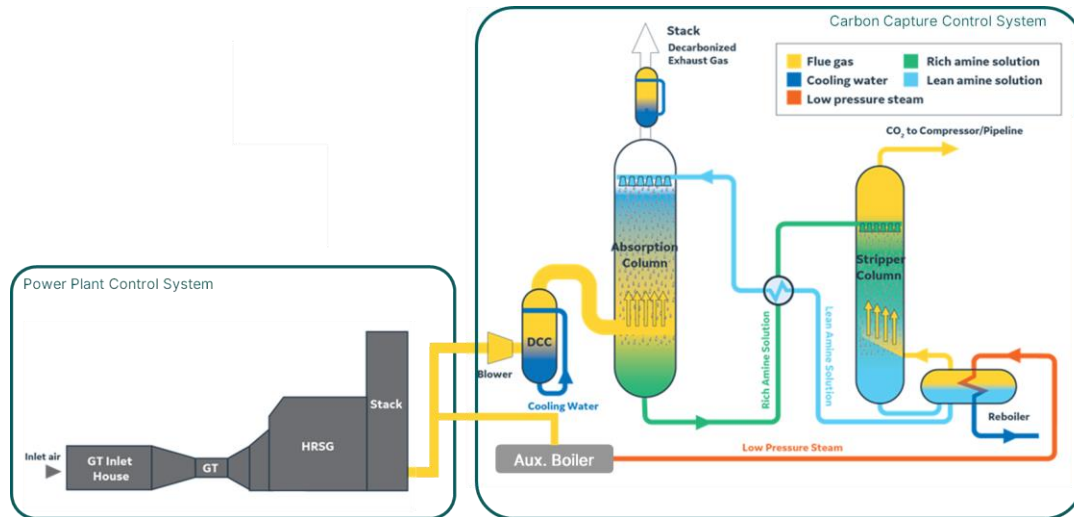 Carbon Capture Control System
Stack
Decarbonized
Exhaust Gas
Flue gas
Rich amine solution
Cooling water
Lean amine solution
Low pressure steam
CO₂ to Compressor/Pipeline
Absorption
Column
Stripper
Column
Power Plant Control System
DCC
Rich Amine Solution
Lean Amine Solution
Blower
Stack
Cooling Water
Reboiler
HRSG
Inlet air
GT Inlet
House
GT
Aux. Boiler
Low Pressure Steam